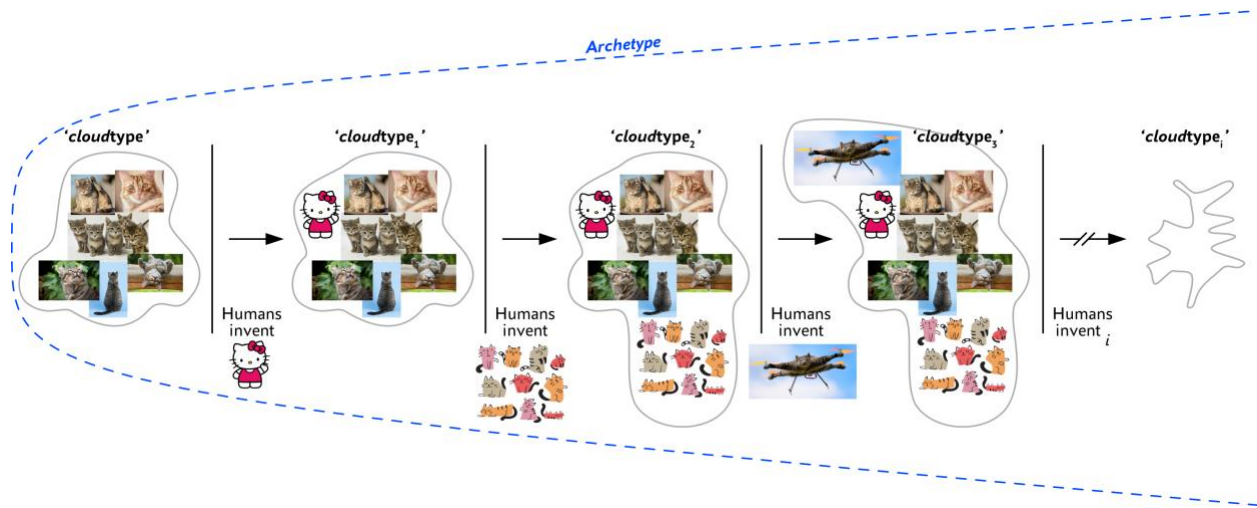 Archetype
‘cloudtype’
‘cloudtype₁’
‘cloudtype₂’
‘cloudtype₃’
‘cloudtypeᵢ’
Humans
invent
Humans
invent
Humans
invent
Humans
invent ᵢ